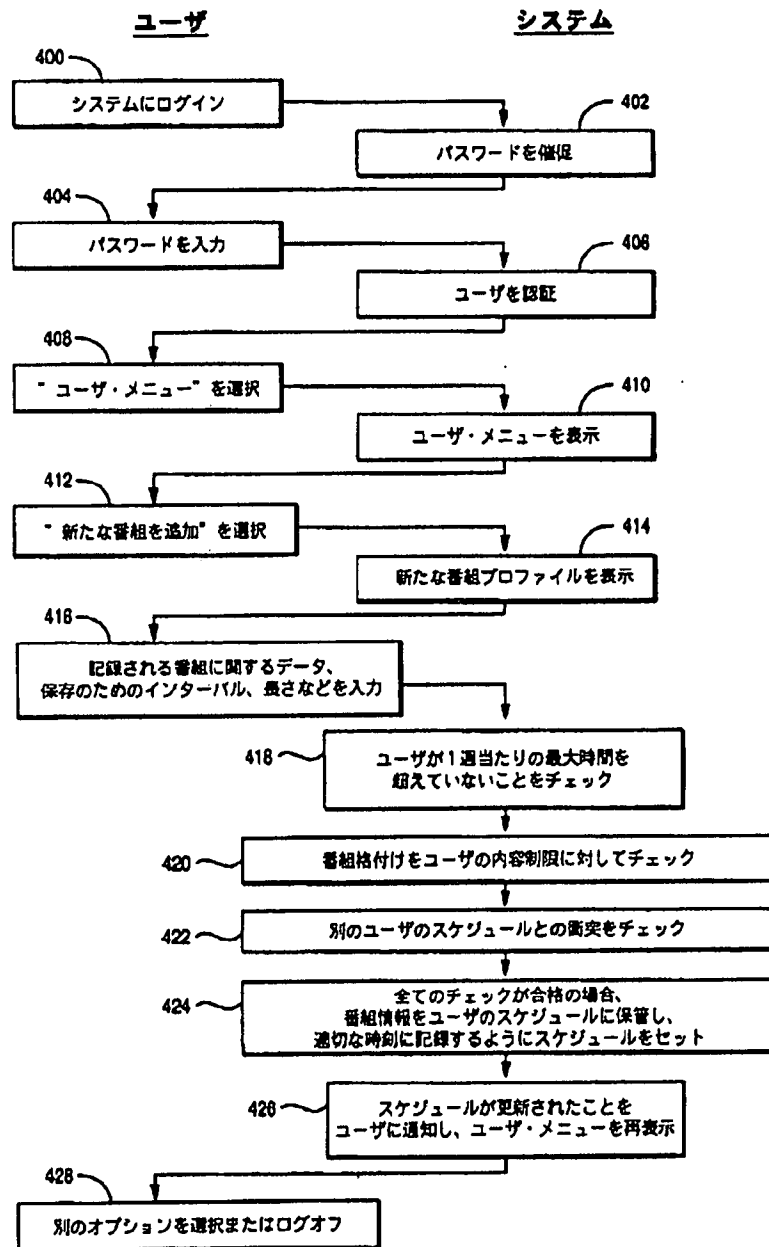 ユーザ
システム
400
システムにログイン
402
パスワードを催促
404
パスワードを入力
406
ユーザを認証
408
"ユーザ・メニュー"を選択
410
ユーザ・メニューを表示
412
"新たな番組を追加"を選択
414
新たな番組プロファイルを表示
416
記録される番組に関するデータ、
保存のためのインターバル、長さなどを入力
418
ユーザが1週当たりの最大時間を
超えていないことをチェック
420
番組格付けをユーザの内容制限に対してチェック
422
別のユーザのスケジュールとの衝突をチェック
424
全てのチェックが合格の場合、
番組情報をユーザのスケジュールに保管し、
適切な時刻に記録するようにスケジュールをセット
426
スケジュールが更新されたことを
ユーザに通知し、ユーザ・メニューを再表示
428
別のオプションを選択またはログオフ